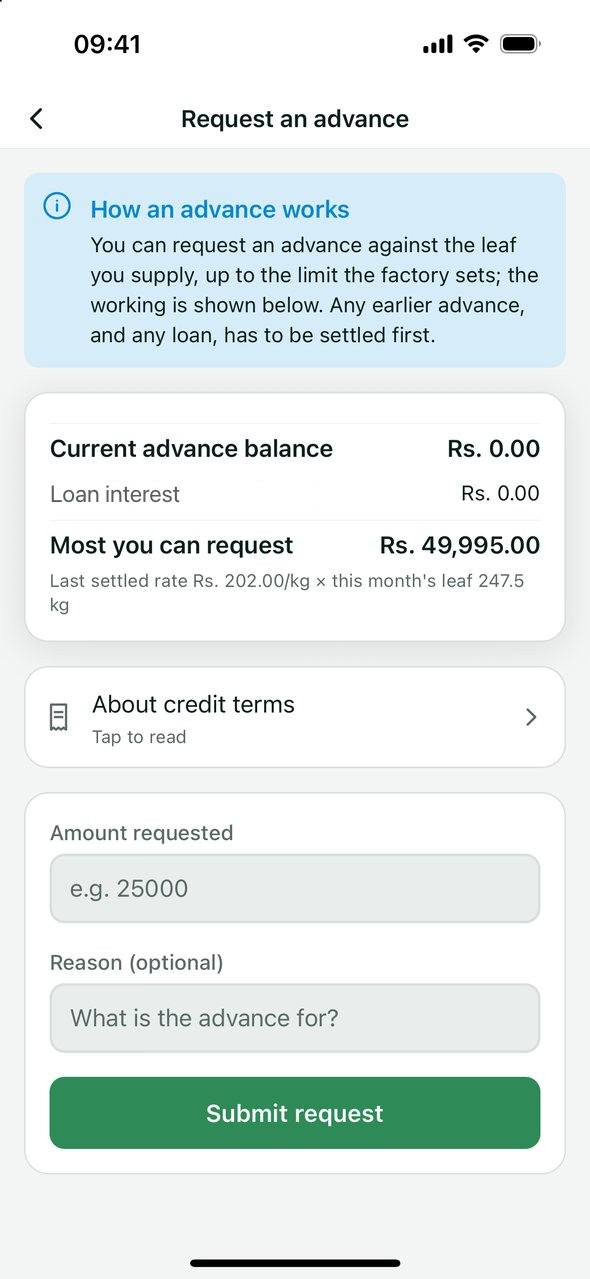 09:41
Request an advance
How an advance works
You can request an advance against the leaf
you supply, up to the limit the factory sets; the
working is shown below. Any earlier advance,
and any loan, has to be settled first.
Current advance balance Rs. 0.00
Loan interest Rs. 0.00
Most you can request Rs. 49,995.00
Last settled rate Rs. 202.00/kg × this month's leaf 247.5
kg
About credit terms
Tap to read
Amount requested
e.g. 25000
Reason (optional)
What is the advance for?
Submit request